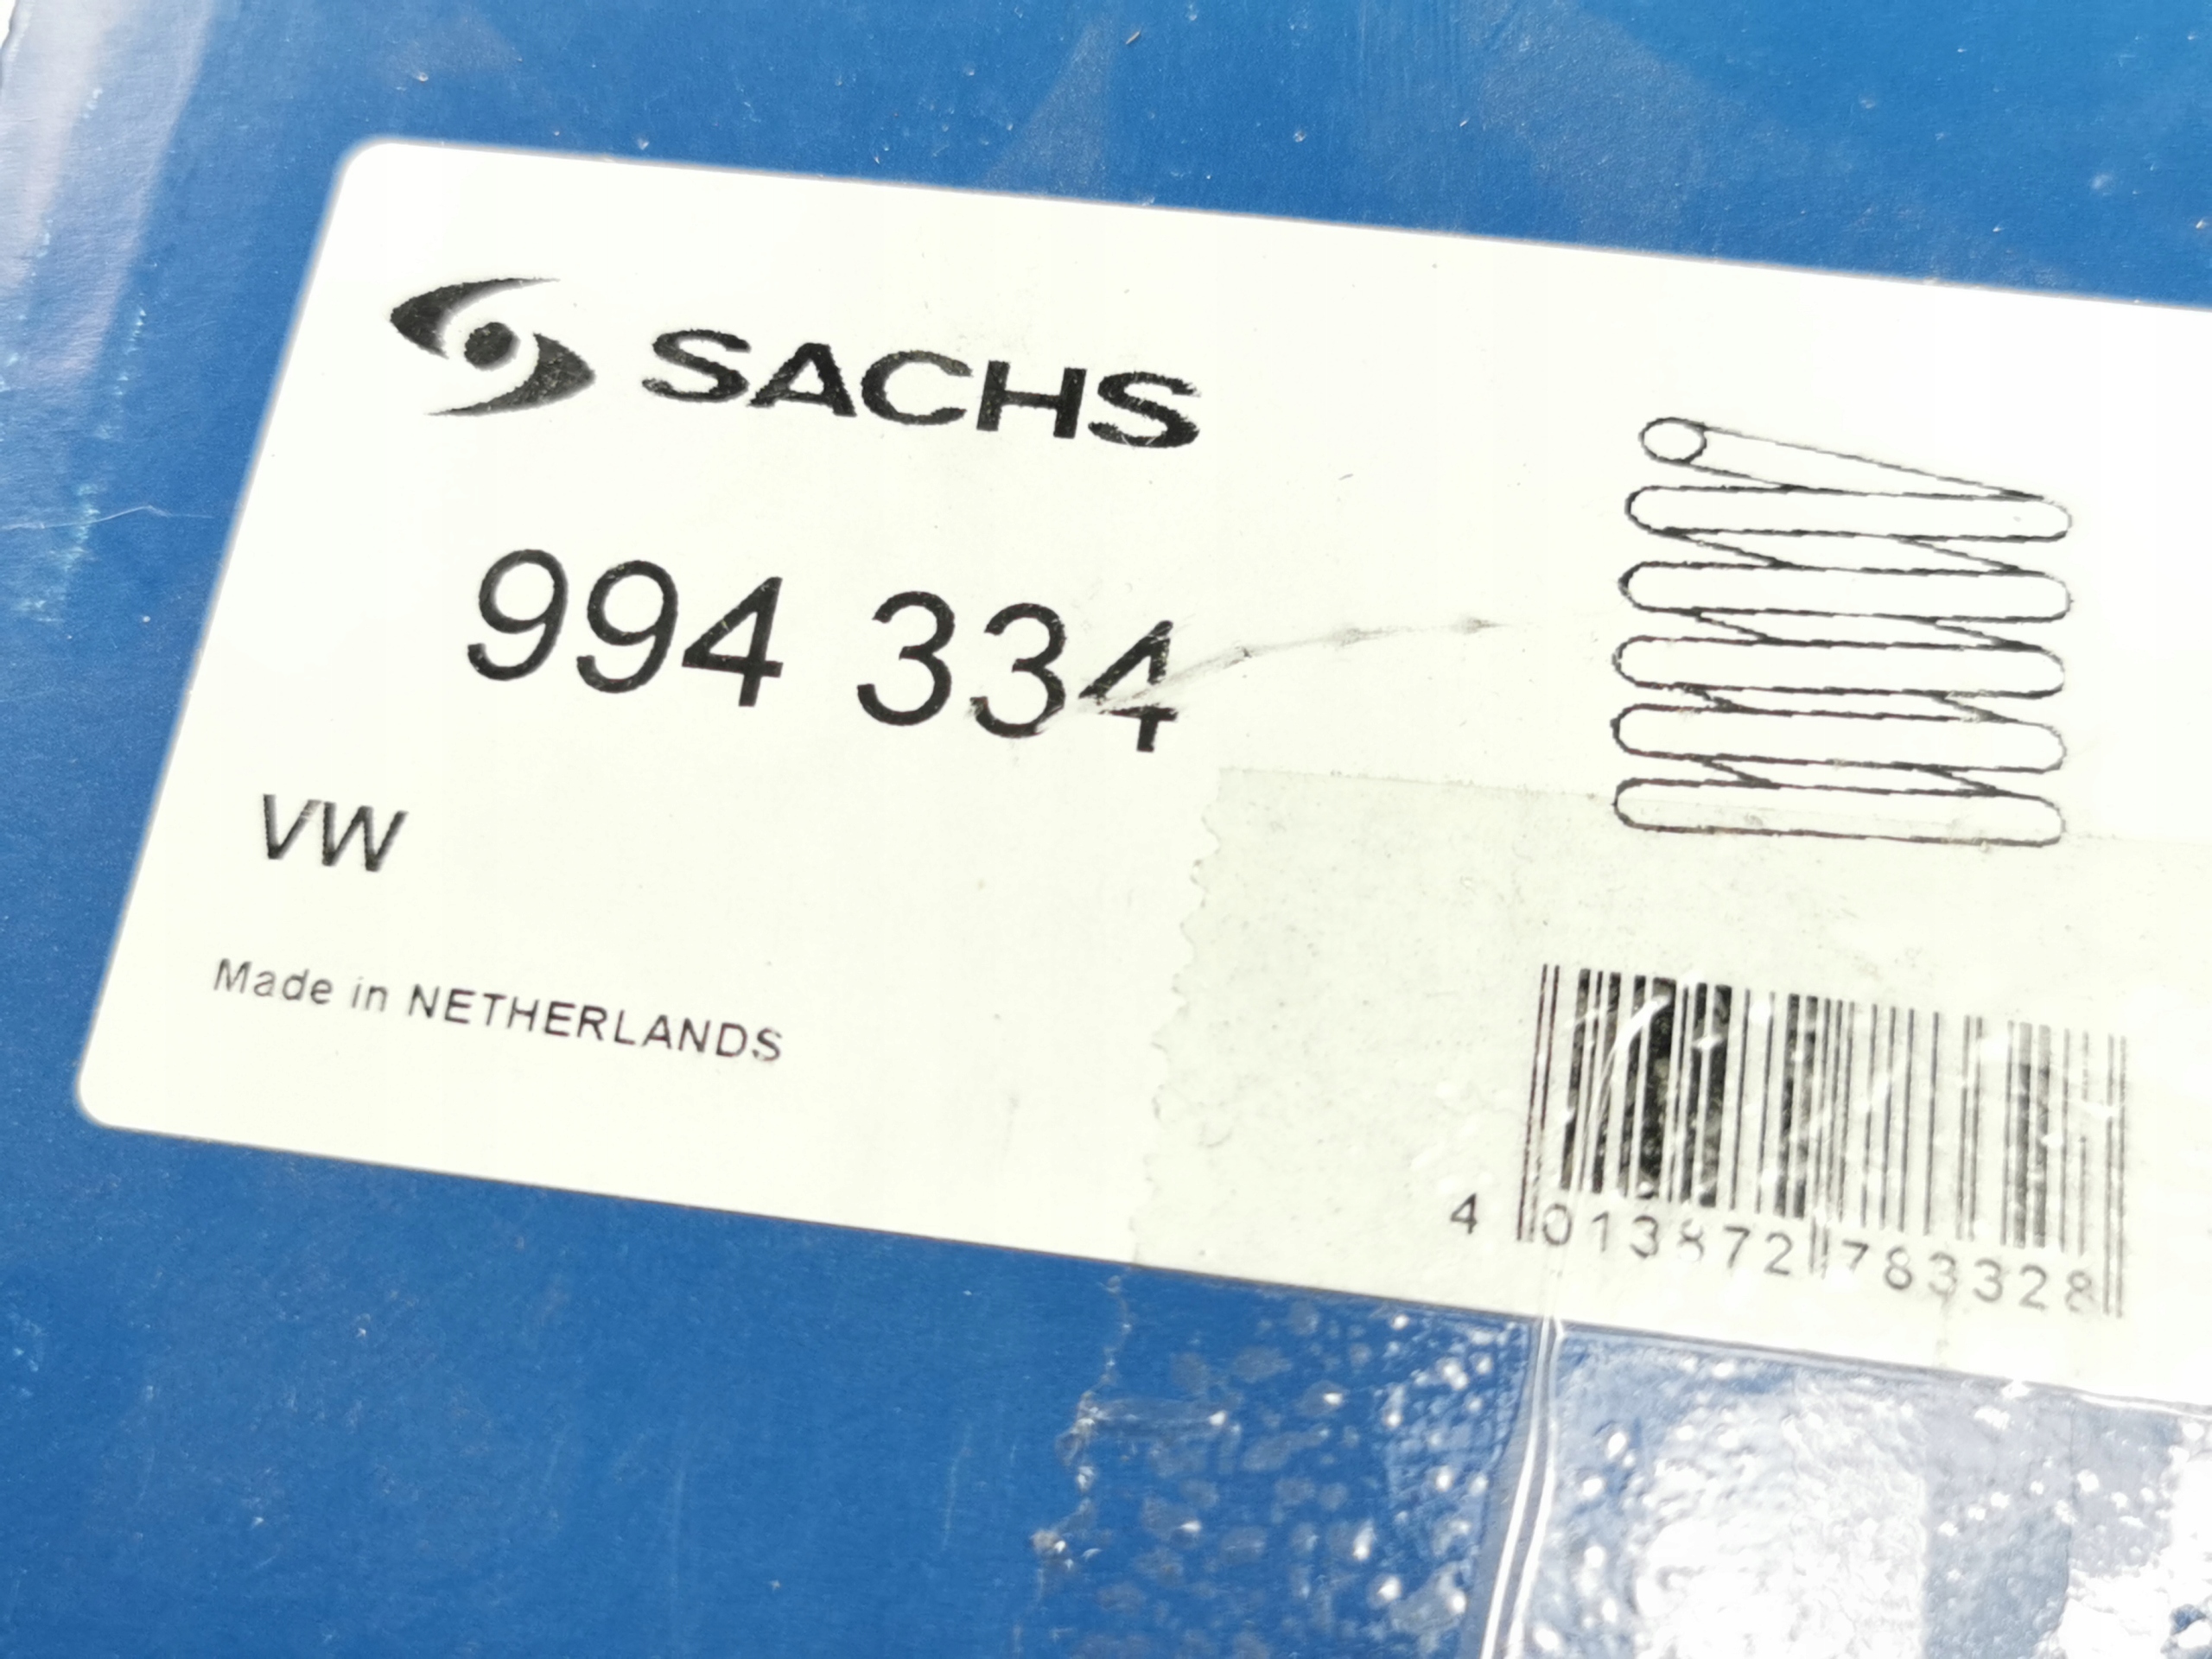 SACHS
994 334
VW
Made in NETHERLANDS
4 013872 783328